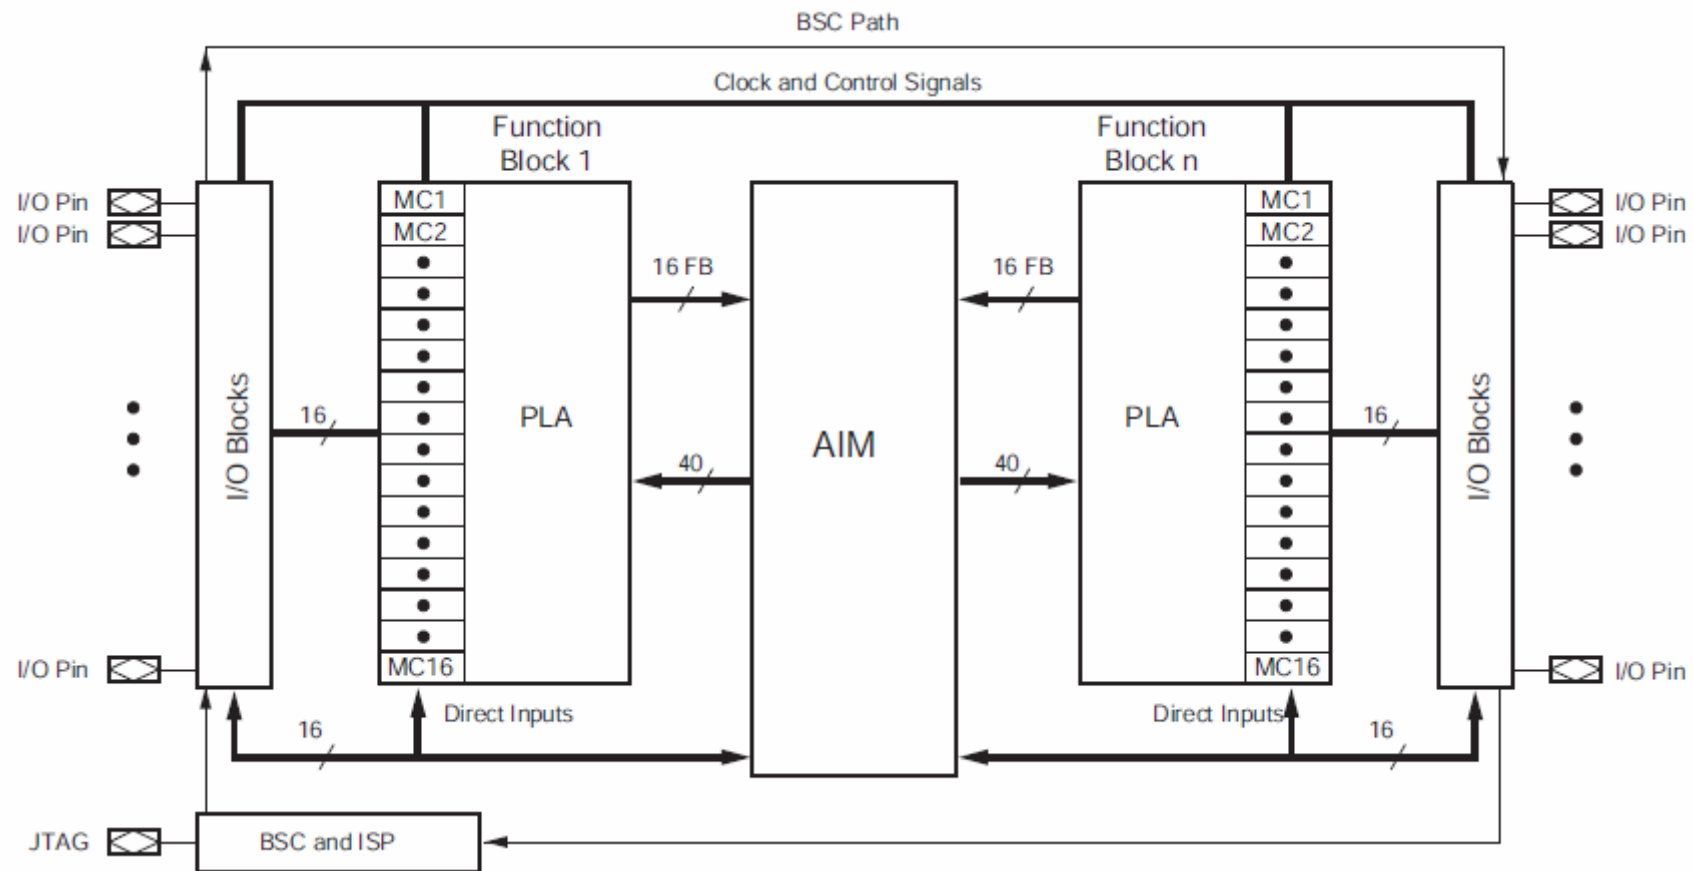 BSC Path
Clock and Control Signals
Function
Block 1
Function
Block n
I/O Pin
MC1
MC1
I/O Pin
I/O Pin
MC2
MC2
I/O Pin
16 FB
16 FB
I/O Blocks
16
PLA
AIM
PLA
16
I/O Blocks
40
40
I/O Pin
MC16
MC16
I/O Pin
Direct Inputs
Direct Inputs
16
16
JTAG
BSC and ISP